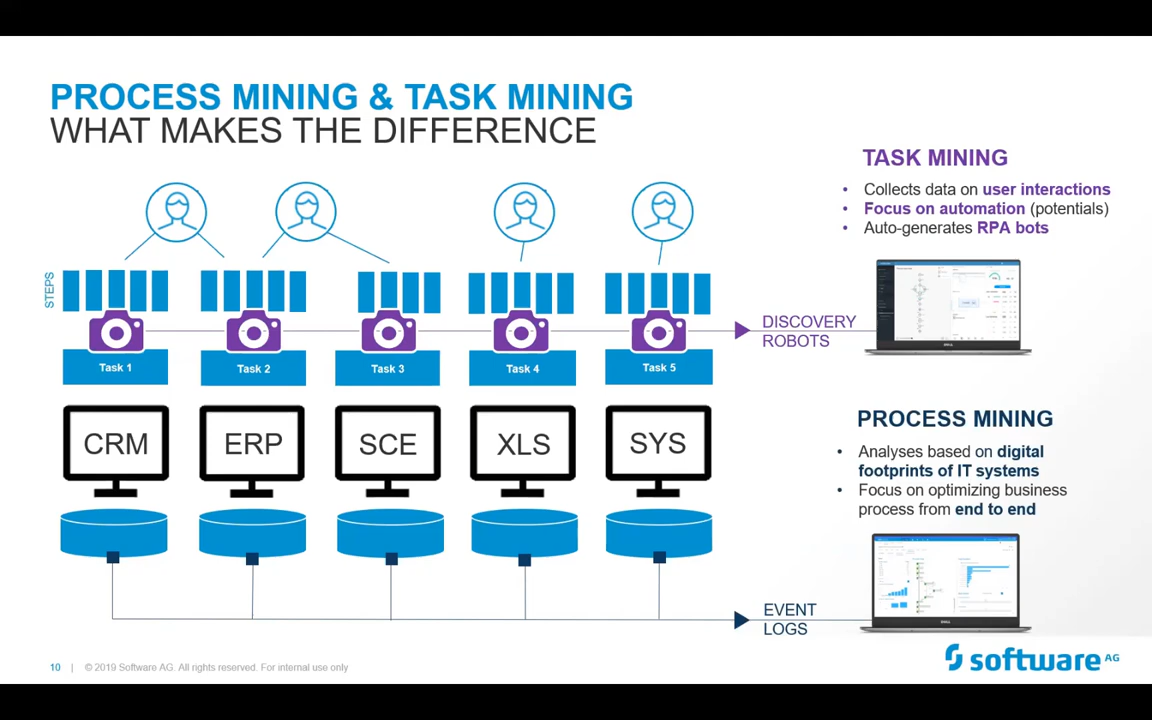 PROCESS MINING & TASK MINING
WHAT MAKES THE DIFFERENCE
TASK MINING
• Collects data on user interactions
• Focus on automation (potentials)
• Auto-generates RPA bots
STEPS
DISCOVERY
ROBOTS
Task 1
Task 2
Task 3
Task 4
Task 5
CRM
ERP
SCE
XLS
SYS
PROCESS MINING
• Analyses based on digital
footprints of IT systems
• Focus on optimizing business
process from end to end
EVENT
LOGS
DELL
DELL
10 | © 2019 Software AG. All rights reserved. For internal use only
software AG